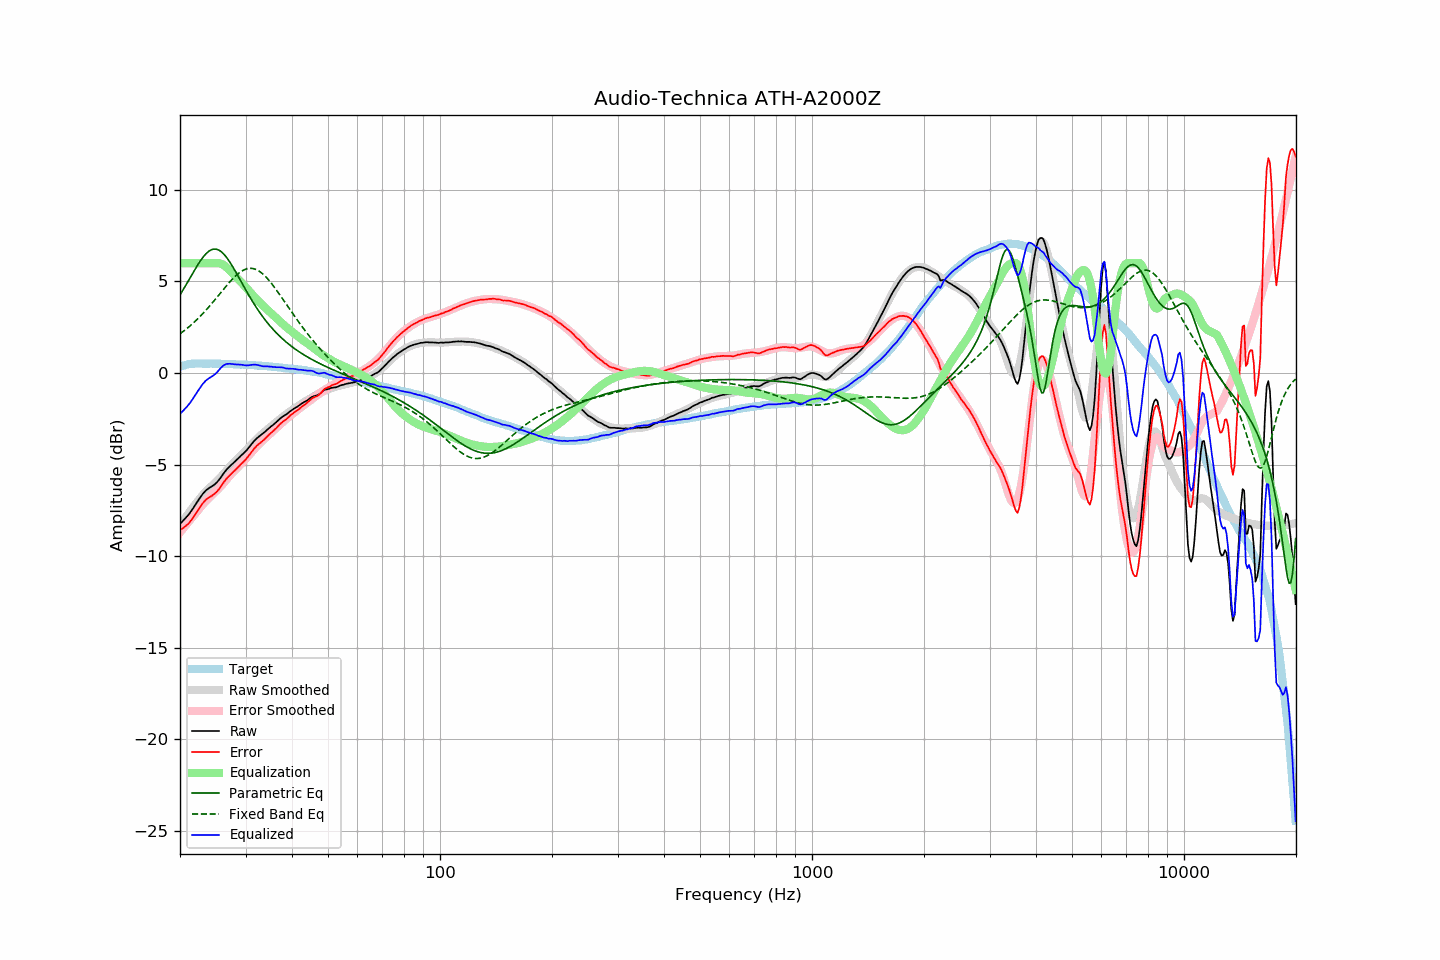 Audio-Technica ATH-A2000Z
Amplitude (dBr)
10
5
0
−5
−10
−15
−20
−25
Target
Raw Smoothed
Error Smoothed
Raw
Error
Equalization
Parametric Eq
Fixed Band Eq
Equalized
100
1000
10000
Frequency (Hz)